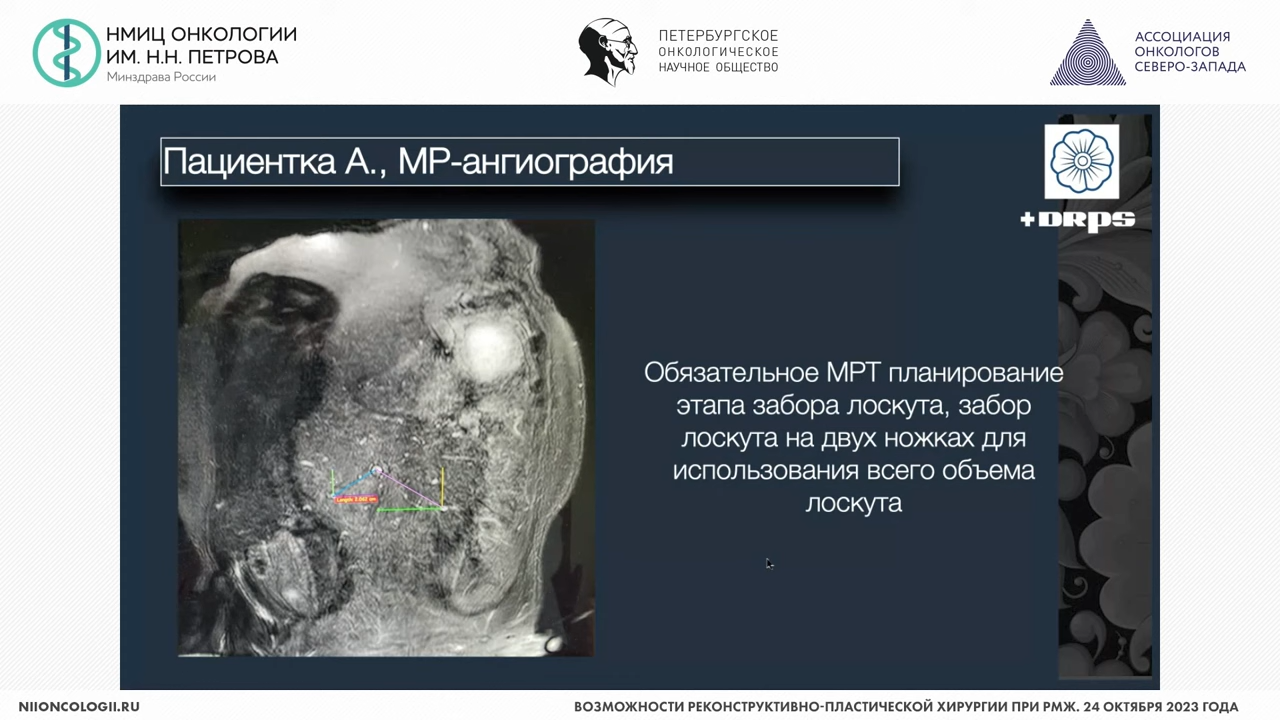 НМИЦ ОНКОЛОГИИ
ИМ. Н.Н. ПЕТРОВА
Минздрава России
ПЕТЕРБУРГСКОЕ
ОНКОЛОГИЧЕСКОЕ
НАУЧНОЕ ОБЩЕСТВО
АССОЦИАЦИЯ
ОНКОЛОГОВ
СЕВЕРО-ЗАПАДА
Пациентка А., МР-ангиография
+DRPS
Обязательное МРТ планирование
этапа забора лоскута, забор
лоскута на двух ножках для
использования всего объема
лоскута
NIIONCOLOGII.RU
ВОЗМОЖНОСТИ РЕКОНСТРУКТИВНО-ПЛАСТИЧЕСКОЙ ХИРУРГИИ ПРИ РМЖ. 24 ОКТЯБРЯ 2023 ГОДА